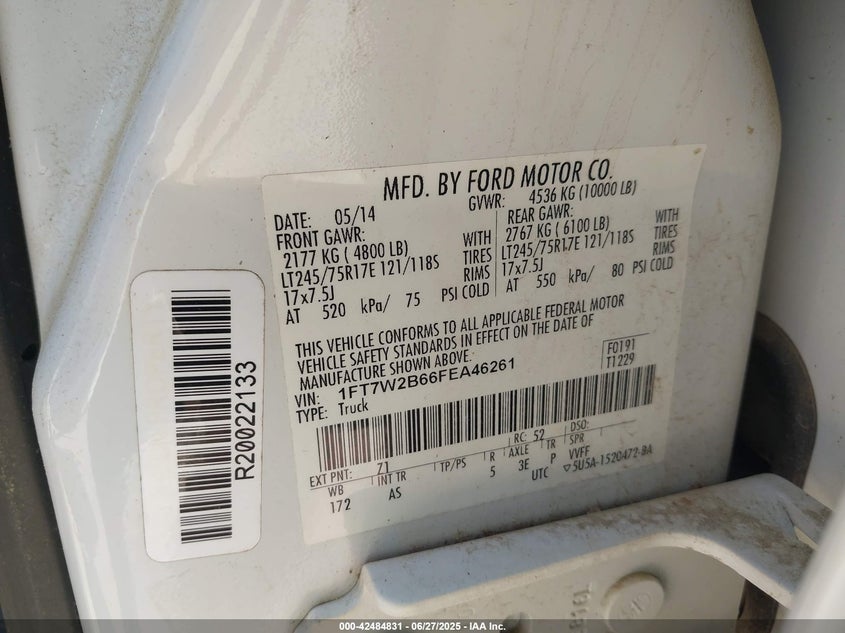 MFD. BY FORD MOTOR CO.
DATE: 05/14 GVWR: 4536 KG (10000 LB)
FRONT GAWR: REAR GAWR:
2177 KG ( 4800 LB) WITH 2767 KG ( 6100 LB) WITH
LT245/75R17E 121/118S TIRES LT245/75R17E 121/118S TIRES
17x7.5J RIMS 17x7.5J RIMS
AT 520 kPa/ 75 PSI COLD AT 550 kPa/ 80 PSI COLD
THIS VEHICLE CONFORMS TO ALL APPLICABLE FEDERAL MOTOR
VEHICLE SAFETY STANDARDS IN EFFECT ON THE DATE OF
MANUFACTURE SHOWN ABOVE.
VIN: 1FT7W2B66FEA46261 F0191
TYPE: Truck T1229
EXT PNT: 71 RC: 52 DSO:
WB INT TR TP/PS R AXLE TR SPR
172 AS 5 3E P VVFF
UTC ▽5U5A-1520472-BA
R20022133
000-42484831 - 06/27/2025 - IAA Inc.